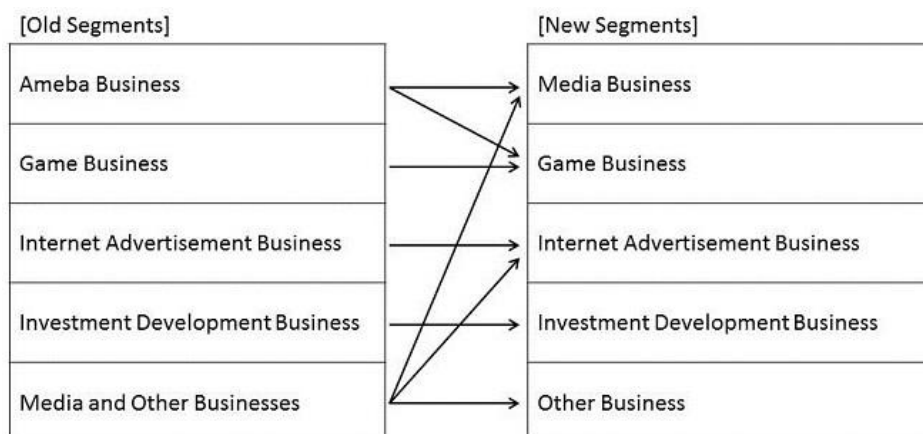 [Old Segments]
Ameba Business
Game Business
Internet Advertisement Business
Investment Development Business
Media and Other Businesses
[New Segments]
Media Business
Game Business
Internet Advertisement Business
Investment Development Business
Other Business